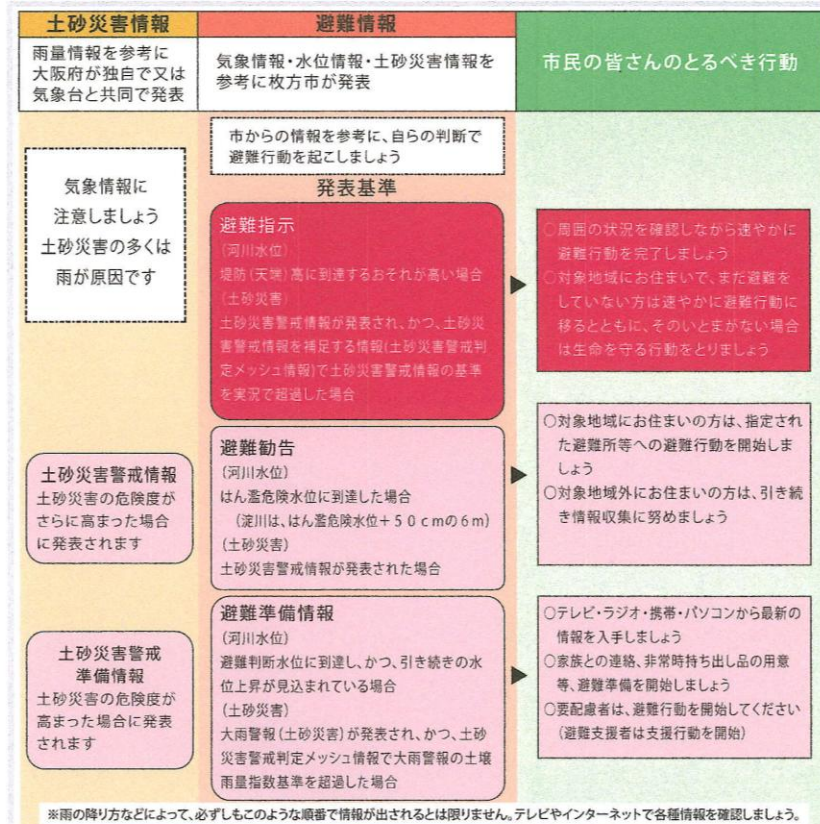 土砂災害情報
雨量情報を参考に
大阪府が独自で又は
気象台と共同で発表
避難情報
気象情報・水位情報・土砂災害情報を
参考に枚方市が発表
市民の皆さんのとるべき行動
気象情報に
注意しましょう
土砂災害の多くは
雨が原因です
市からの情報を参考に、自らの判断で
避難行動を起こしましょう
発表基準
避難指示
(河川水位)
堤防(天端)高に到達するおそれが高い場合
(土砂災害)
土砂災害警戒情報が発表され、かつ、土砂災
害警戒情報を補足する情報(土砂災害警戒判
定メッシュ情報)で土砂災害警戒情報の基準
を実況で超過した場合
▶
○周囲の状況を確認しながら速やかに
避難行動を完了しましょう
○対象地域にお住まいで、まだ避難を
していない方は速やかに避難行動に
移るとともに、そのいとまがない場合
は生命を守る行動をとりましょう
土砂災害警戒情報
土砂災害の危険度が
さらに高まった場合
に発表されます
避難勧告
(河川水位)
はん濫危険水位に到達した場合
(淀川は、はん濫危険水位+50cmの6m)
(土砂災害)
土砂災害警戒情報が発表された場合
▶
○対象地域にお住まいの方は、指定され
た避難所等への避難行動を開始しま
しょう
○対象地域外にお住まいの方は、引き続
き情報収集に努めましょう
土砂災害警戒
準備情報
土砂災害の危険度が
高まった場合に発表
されます
避難準備情報
(河川水位)
避難判断水位に到達し、かつ、引き続きの水
位上昇が見込まれている場合
(土砂災害)
大雨警報(土砂災害)が発表され、かつ、土砂
災害警戒判定メッシュ情報で大雨警報の土壌
雨量指数基準を超過した場合
▶
○テレビ・ラジオ・携帯・パソコンから最新の
情報を入手しましょう
○家族との連絡、非常時持ち出し品の用意
等、避難準備を開始しましょう
○要配慮者は、避難行動を開始してください
(避難支援者は支援行動を開始)
※雨の降り方などによって、必ずしもこのような順番で情報が出されるとは限りません。テレビやインターネットで各種情報を確認しましょう。